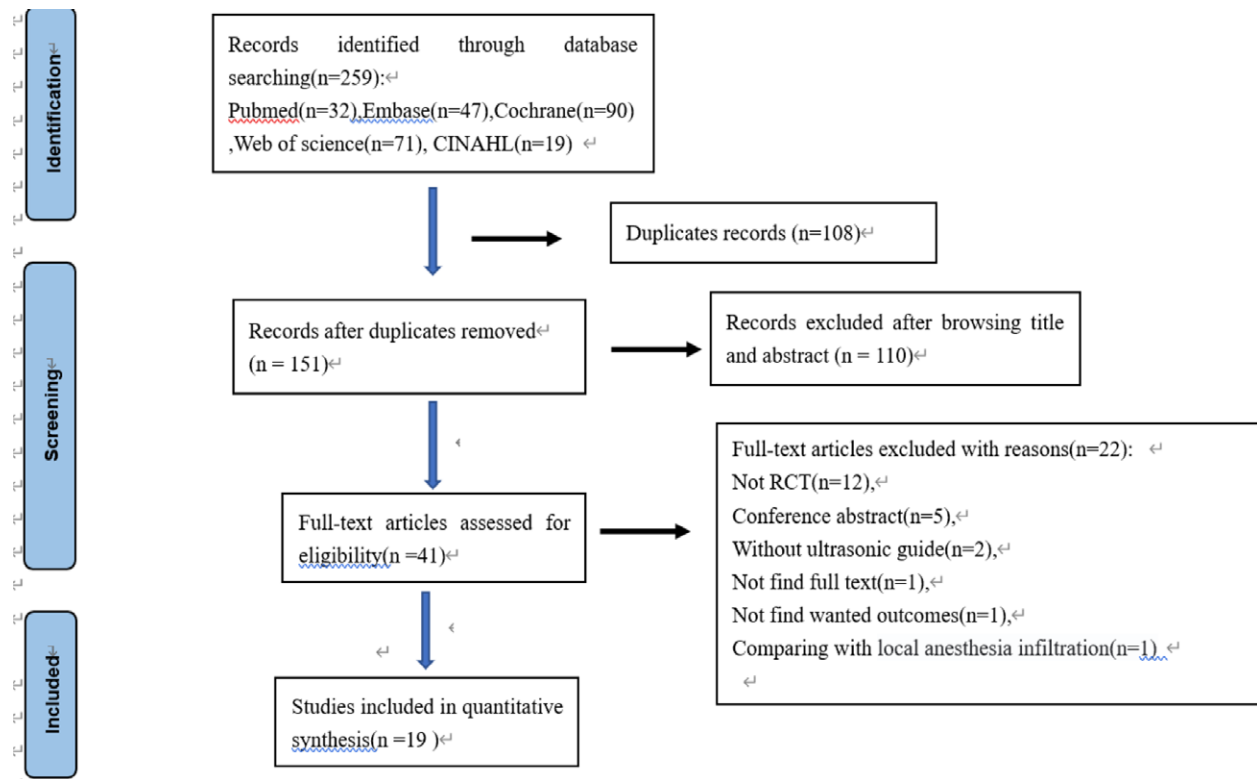 Identification
Records identified through database
searching(n=259):
Pubmed(n=32),Embase(n=47),Cochrane(n=90)
,Web of science(n=71), CINAHL(n=19)
Duplicates records (n=108)
Screening
Records after duplicates removed
(n = 151)
Records excluded after browsing title
and abstract (n = 110)
Full-text articles assessed for
eligibility(n =41)
Full-text articles excluded with reasons(n=22):
Not RCT(n=12),
Conference abstract(n=5),
Without ultrasonic guide(n=2),
Not find full text(n=1),
Not find wanted outcomes(n=1),
Comparing with local anesthesia infiltration(n=1)
Included
Studies included in quantitative
synthesis(n =19 )